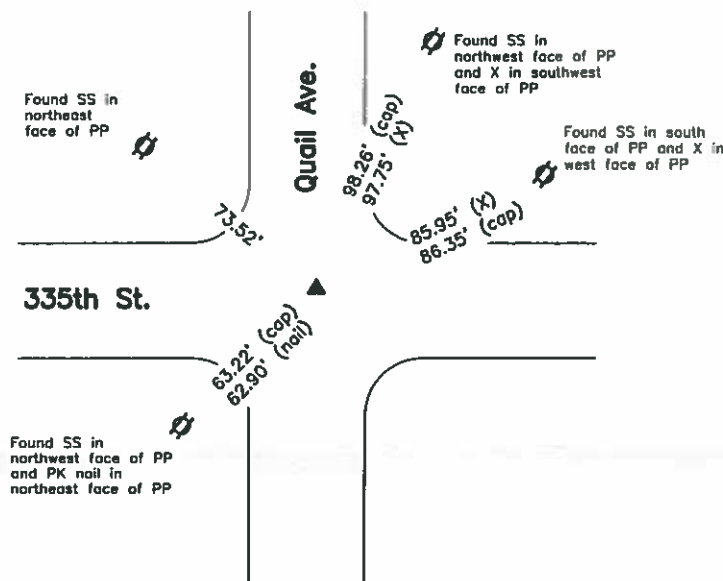 Found SS in
northwest face of PP
and X in southwest
face of PP
Found SS in
northeast
face of PP
Quail Ave.
98.26' (cap)
97.75' (X)
Found SS in south
face of PP and X in
west face of PP
73.52'
85.95' (X)
86.35' (cap)
335th St.
63.22' (cap)
62.90' (nail)
Found SS in
northwest face of PP
and PK nail in
northeast face of PP